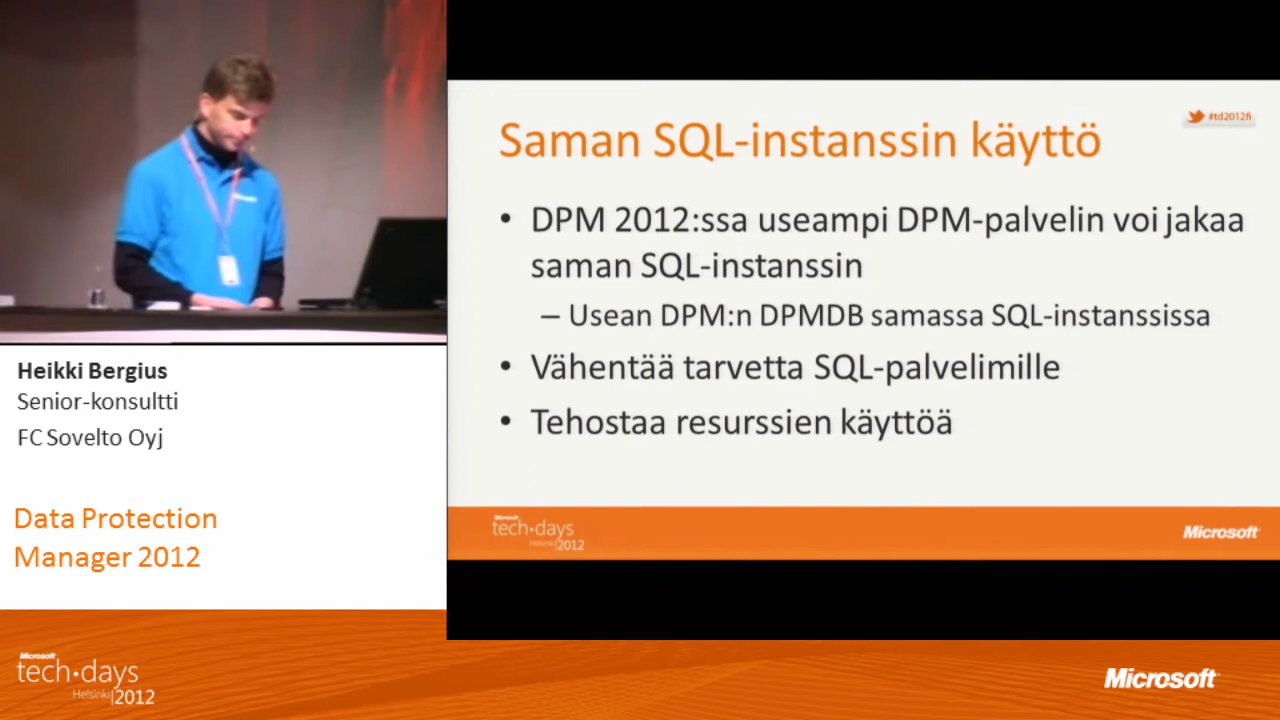 Saman SQL-instanssin käyttö
#td2012fi
• DPM 2012:ssa useampi DPM-palvelin voi jakaa
saman SQL-instanssin
– Usean DPM:n DPMDB samassa SQL-instanssissa
• Vähentää tarvetta SQL-palvelimille
• Tehostaa resurssien käyttöä
Microsoft
tech·days
Helsinki|2012
Microsoft
Heikki Bergius
Senior-konsultti
FC Sovelto Oyj
Data Protection
Manager 2012
Microsoft
tech·days
Helsinki|2012
Microsoft